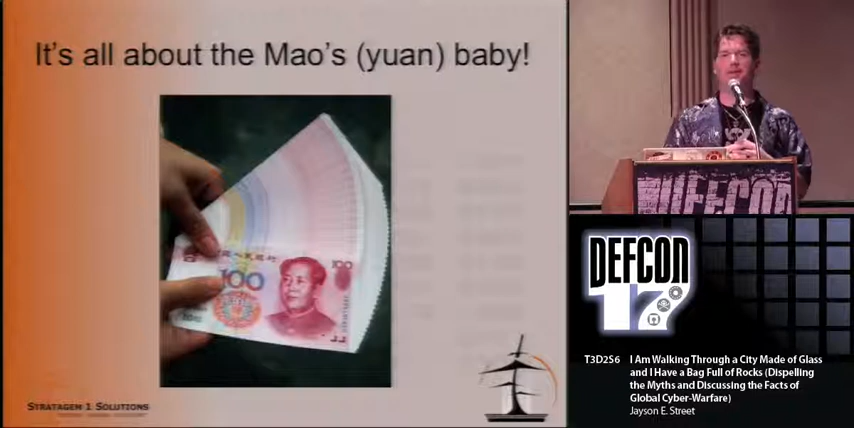 It's all about the Mao's (yuan) baby!
100
100
STRATAGEM 1 SOLUTIONS
DEFCON
DEFCON
17
T3D2S6 I Am Walking Through a City Made of Glass
and I Have a Bag Full of Rocks (Dispelling
the Myths and Discussing the Facts of
Global Cyber-Warfare)
Jayson E. Street